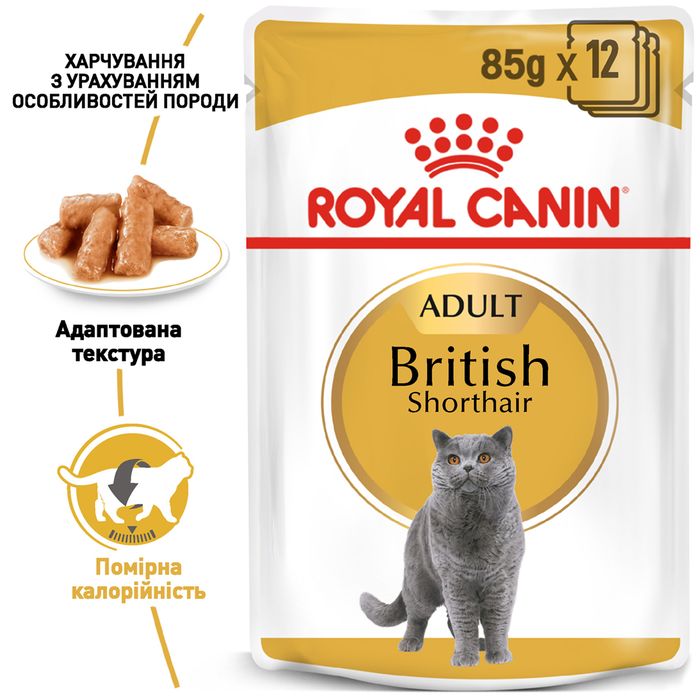 ХАРЧУВАННЯ
З УРАХУВАННЯМ
ОСОБЛИВОСТЕЙ ПОРОДИ
Адаптована
текстура
Помірна
калорійність
85g x 12
ROYAL CANIN®
ADULT
British
Shorthair